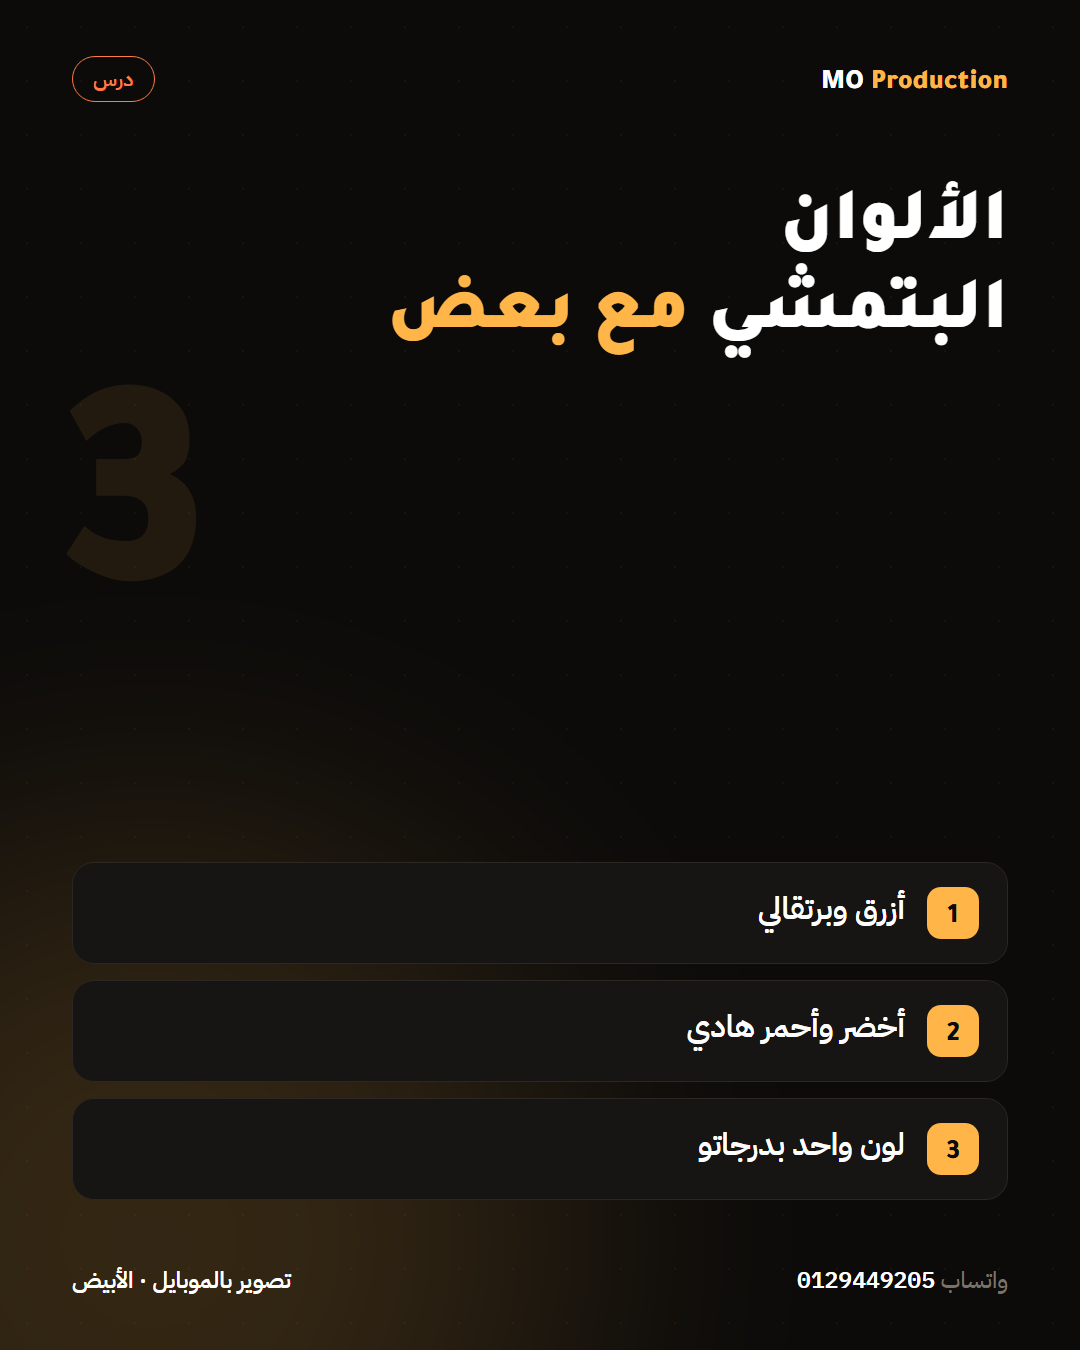 MO Production
درس
الألوان
البتمشي مع بعض
3
1 أزرق وبرتقالي
2 أخضر وأحمر هادي
3 لون واحد بدرجاتو
واتساب 0129449205
تصوير بالموبايل · الأبيض